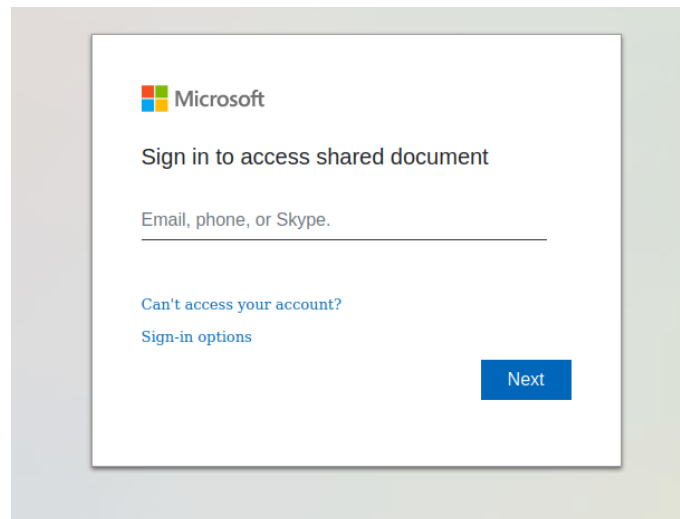 Microsoft
Sign in to access shared document
Email, phone, or Skype.
Can't access your account?
Sign-in options
Next